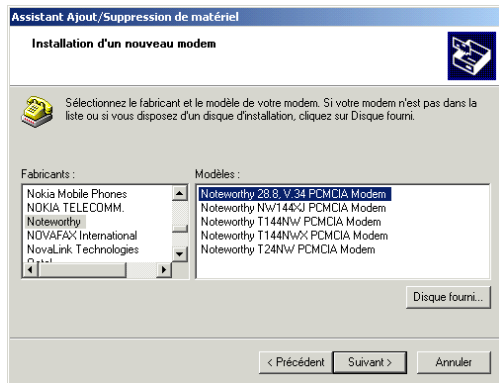 Assistant Ajout/Suppression de matériel
Installation d'un nouveau modem
Sélectionnez le fabricant et le modèle de votre modem. Si votre modem n'est pas dans la
liste ou si vous disposez d'un disque d'installation, cliquez sur Disque fourni.
Fabricants :
Nokia Mobile Phones
NOKIA TELECOMM.
Noteworthy
NOVAFAX International
NovaLink Technologies
Modèles :
Noteworthy 28.8, V.34 PCMCIA Modem
Noteworthy NW144XJ PCMCIA Modem
Noteworthy T144NW PCMCIA Modem
Noteworthy T144NWX PCMCIA Modem
Noteworthy T24NW PCMCIA Modem
Disque fourni...
< Précédent
Suivant >
Annuler